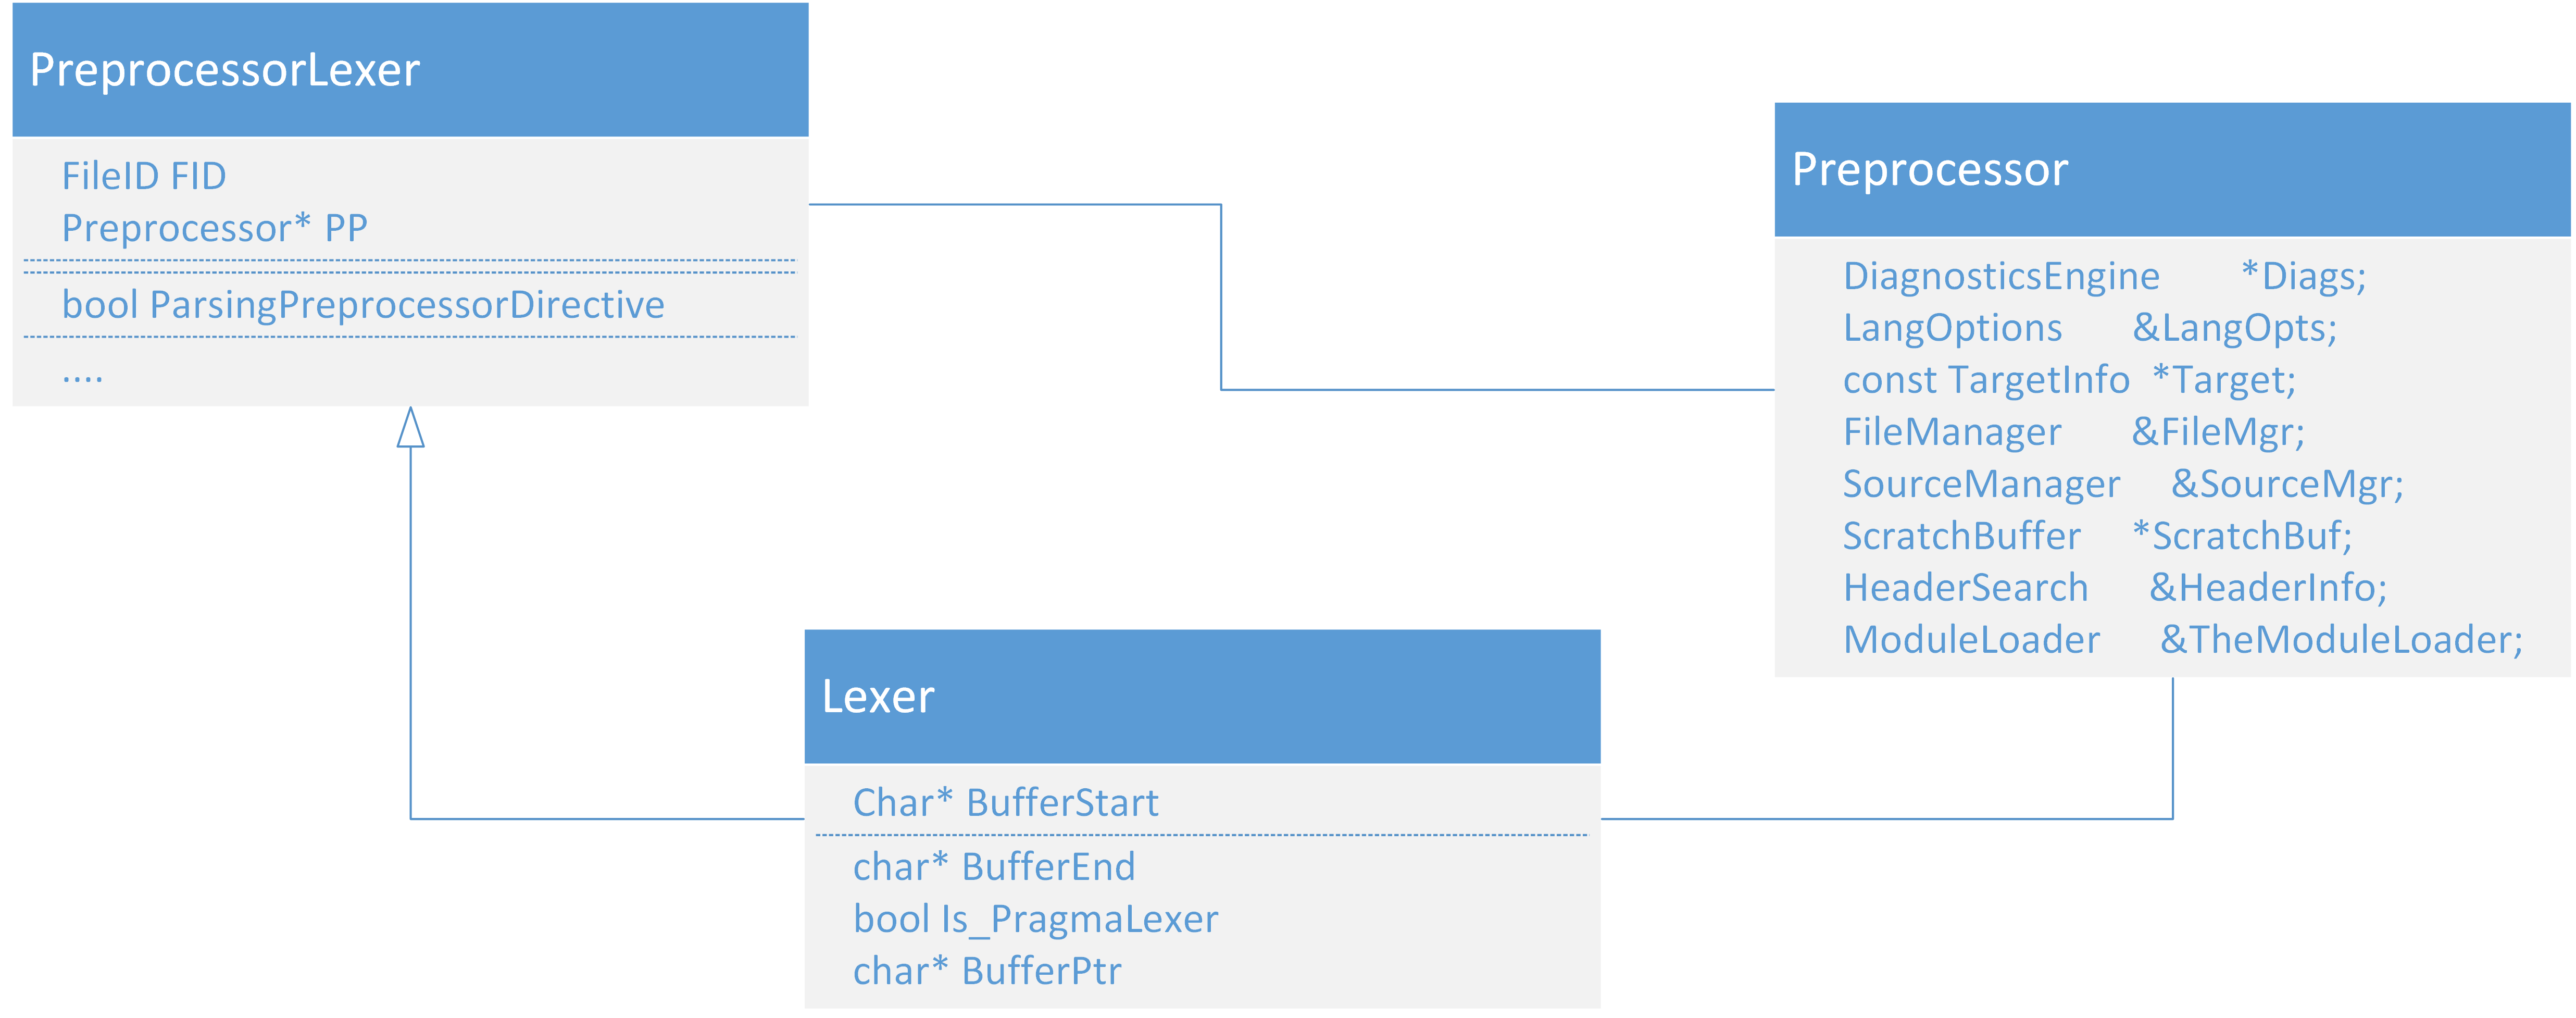 PreprocessorLexer
FileID FID
Preprocessor* PP
bool ParsingPreprocessorDirective
....
Preprocessor
DiagnosticsEngine *Diags;
LangOptions &LangOpts;
const TargetInfo *Target;
FileManager &FileMgr;
SourceManager &SourceMgr;
ScratchBuffer *ScratchBuf;
HeaderSearch &HeaderInfo;
ModuleLoader &TheModuleLoader;
Lexer
Char* BufferStart
char* BufferEnd
bool Is_PragmaLexer
char* BufferPtr